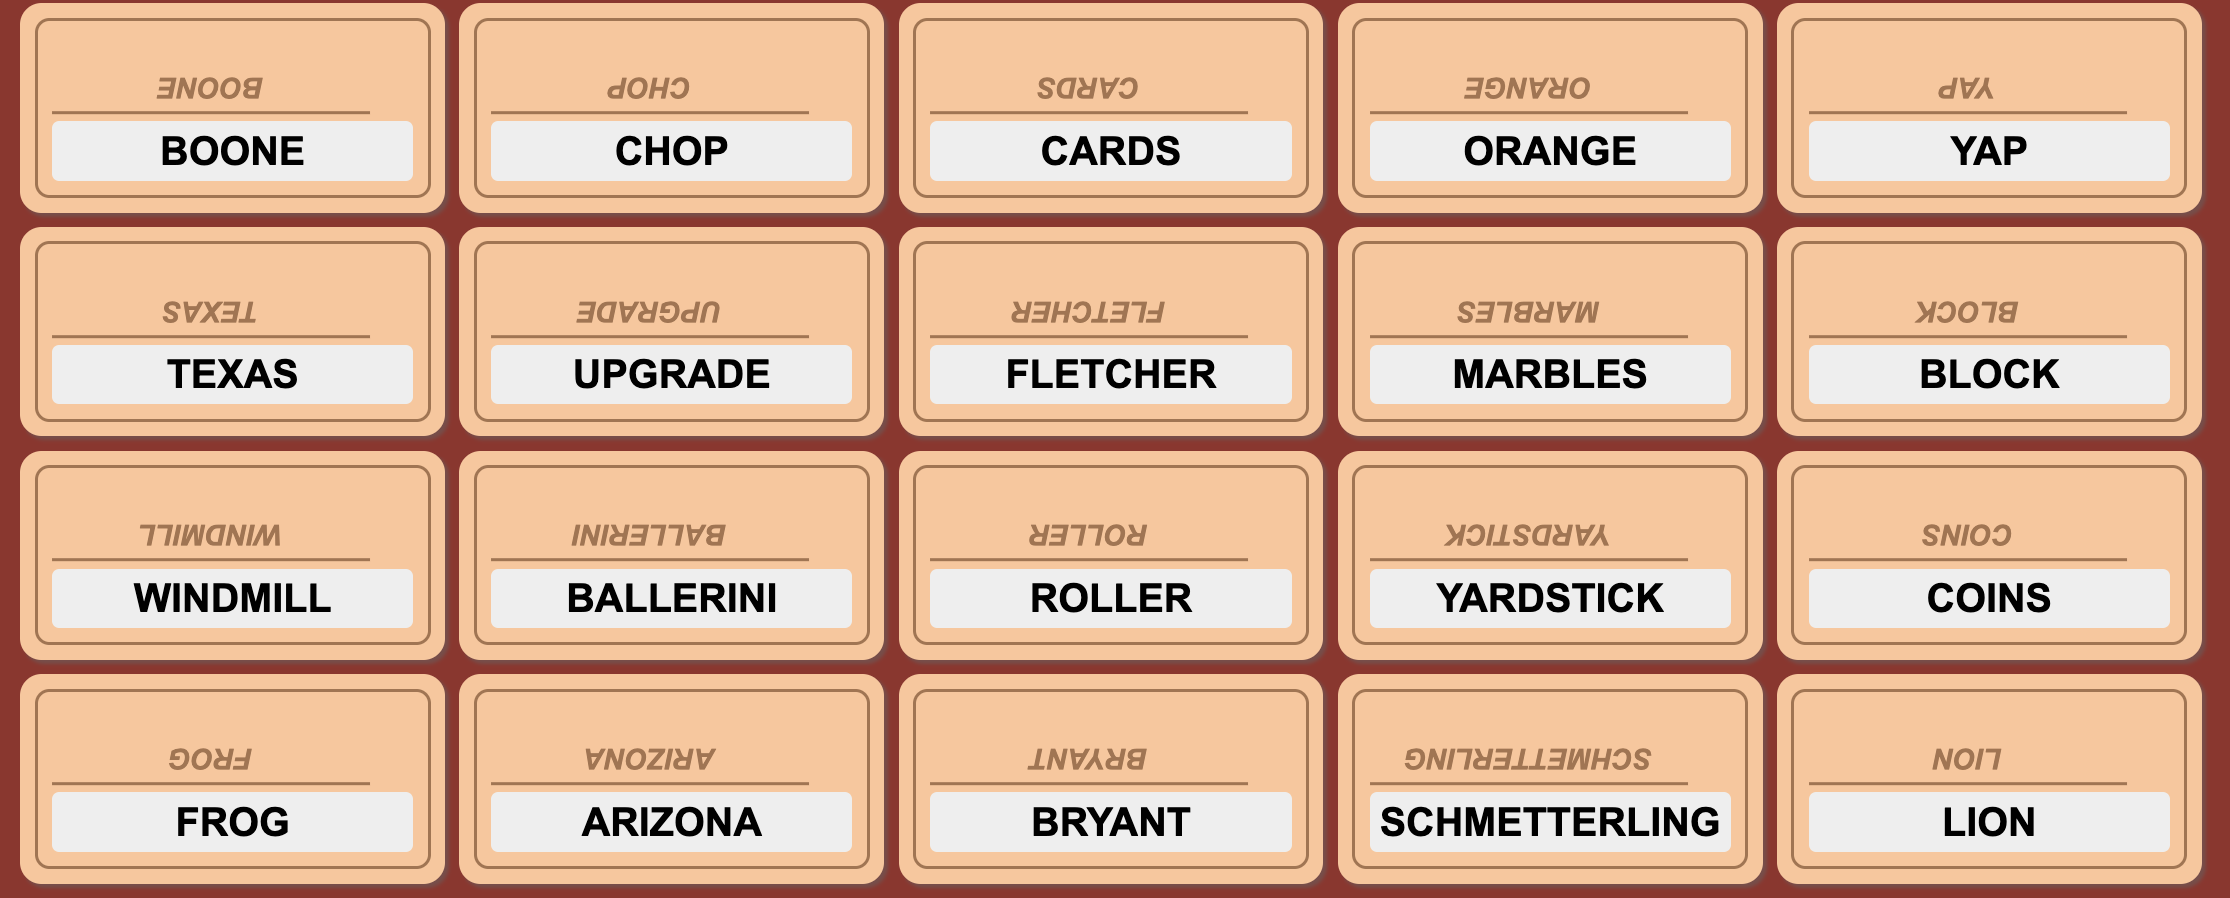 BOONE CHOP CARDS ORANGE YAP
BOONE CHOP CARDS ORANGE YAP
TEXAS UPGRADE FLETCHER MARBLES BLOCK
TEXAS UPGRADE FLETCHER MARBLES BLOCK
WINDMILL BALLERINI ROLLER YARDSTICK COINS
WINDMILL BALLERINI ROLLER YARDSTICK COINS
FROG ARIZONA BRYANT SCHMETTERLING LION
FROG ARIZONA BRYANT SCHMETTERLING LION